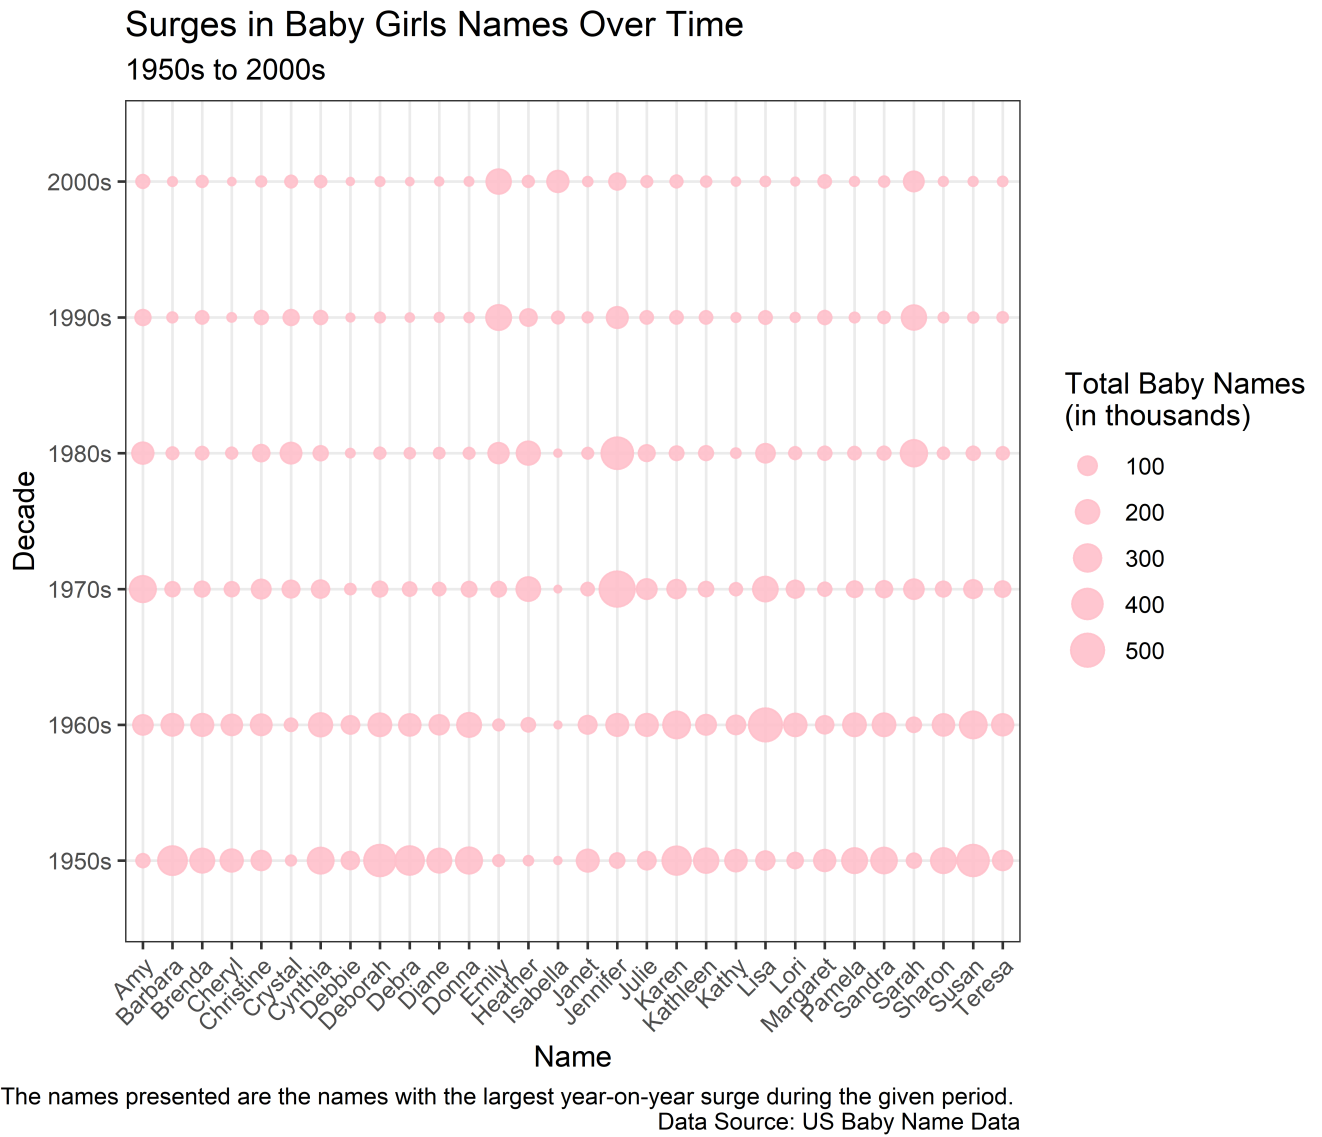 Surges in Baby Girls Names Over Time
1950s to 2000s
2000s
1990s
1980s
1970s
1960s
1950s
Decade
Amy
Barbara
Brenda
Cheryl
Christine
Crystal
Cynthia
Debbie
Deborah
Debra
Diane
Donna
Emily
Heather
Isabella
Janet
Jennifer
Julie
Karen
Kathleen
Kathy
Lisa
Lori
Margaret
Pamela
Sandra
Sarah
Sharon
Susan
Teresa
Name
Total Baby Names
(in thousands)
100
200
300
400
500
The names presented are the names with the largest year-on-year surge during the given period.
Data Source: US Baby Name Data